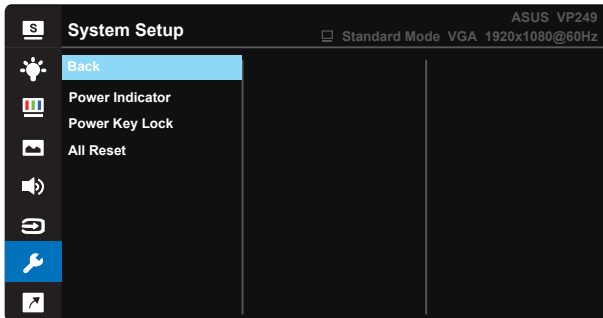 S
System Setup
ASUS VP249
Standard Mode VGA 1920x1080@60Hz
Back
Power Indicator
Power Key Lock
All Reset